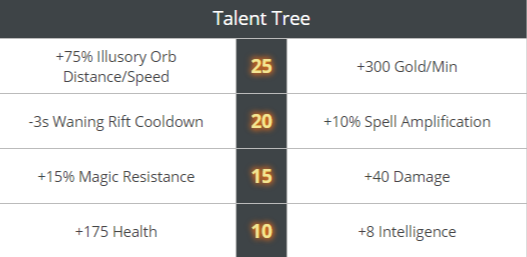 Talent Tree
+75% Illusory Orb
Distance/Speed
25
+300 Gold/Min
-3s Waning Rift Cooldown
20
+10% Spell Amplification
+15% Magic Resistance
15
+40 Damage
+175 Health
10
+8 Intelligence